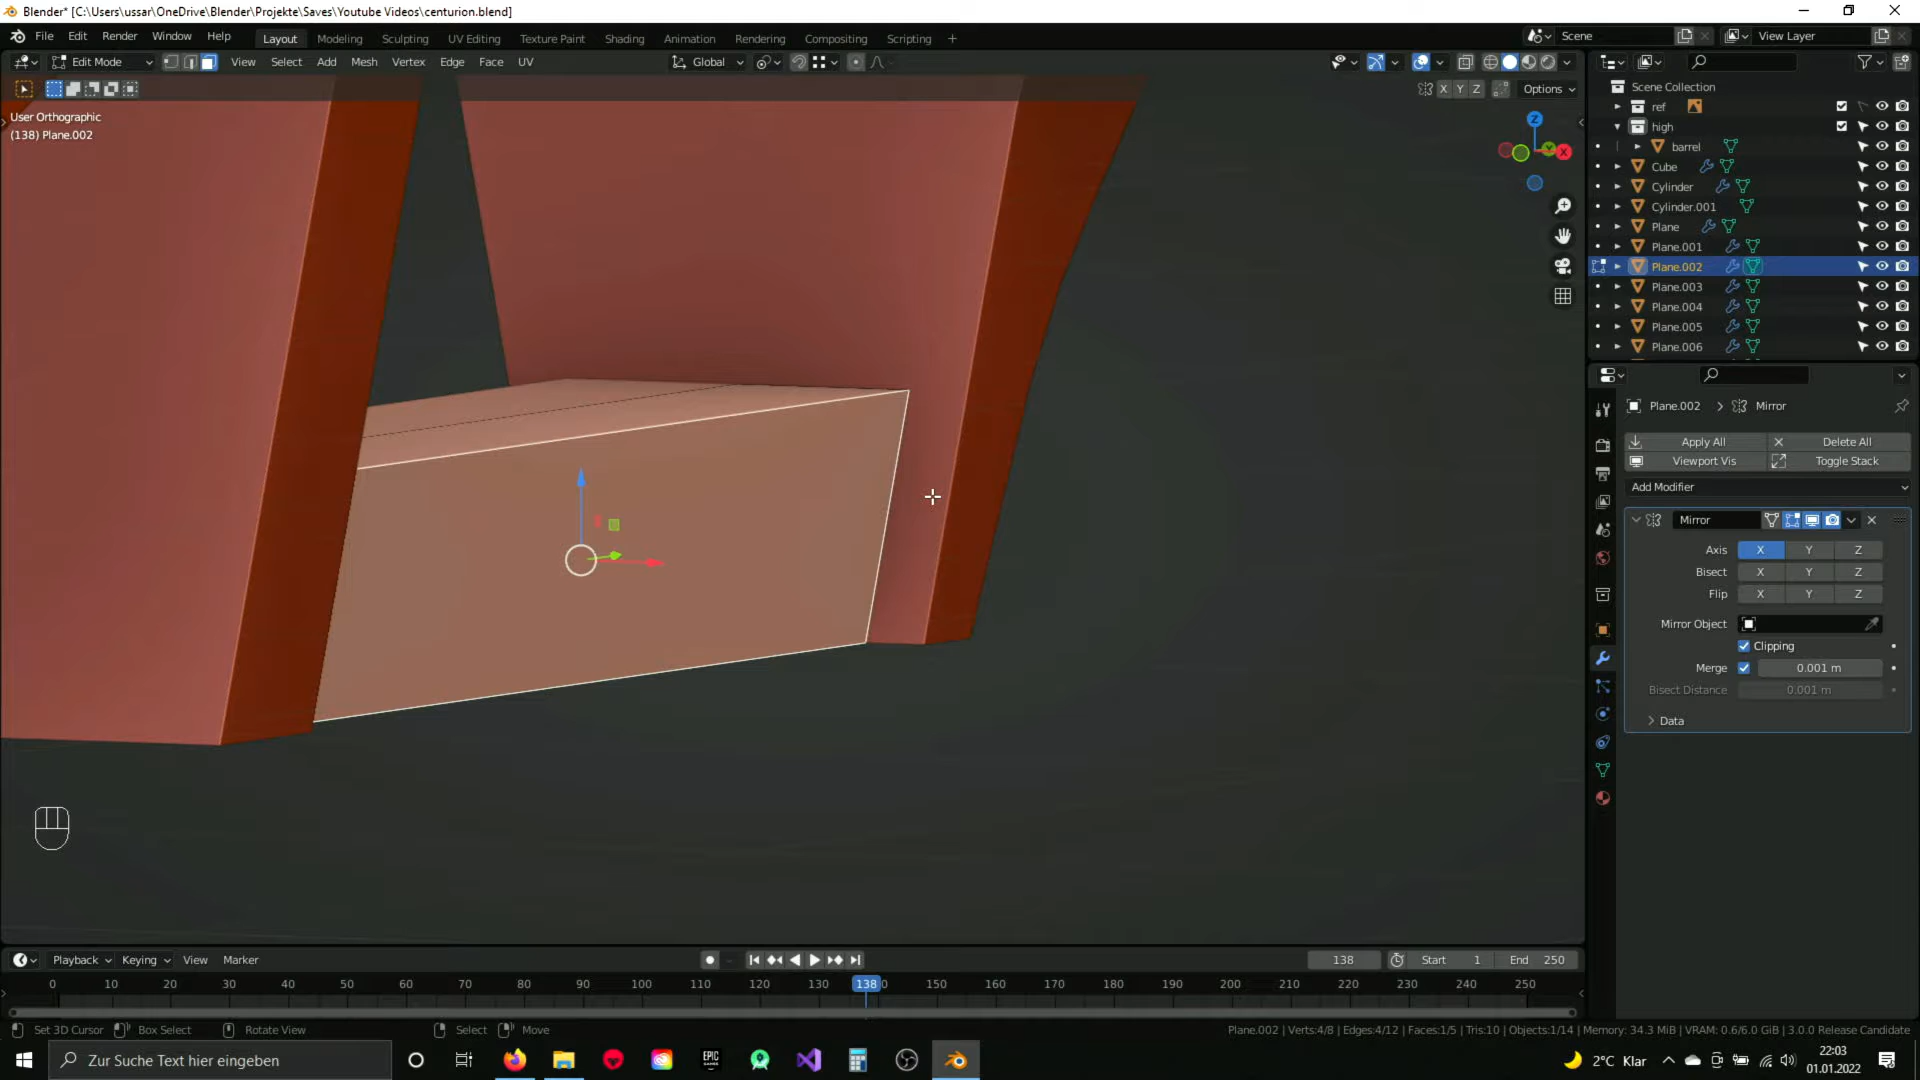 Blender* [C:\Users\ussar\OneDrive\Blender\Projekte\Saves\Youtube Videos\centurion.blend]
File Edit Render Window Help Layout Modeling Sculpting UV Editing Texture Paint Shading Animation Rendering Compositing Scripting + Scene View Layer
Edit Mode View Select Add Mesh Vertex Edge Face UV Global
X Y Z Options
User Orthographic
(138) Plane.002
Z
X
Scene Collection
ref
high
barrel
Cube
Cylinder
Cylinder.001
Plane
Plane.001
Plane.002
Plane.003
Plane.004
Plane.005
Plane.006
Plane.002 > Mirror
Apply All Delete All
Viewport Vis Toggle Stack
Add Modifier
Mirror
Axis X Y Z
Bisect X Y Z
Flip X Y Z
Mirror Object
Clipping
Merge 0.001 m
Bisect Distance 0.001 m
Data
Playback Keying View Marker 138 Start 1 End 250
0 10 20 30 40 50 60 70 80 90 100 110 120 130 138 0 150 160 170 180 190 200 210 220 230 240 250
Set 3D Cursor Box Select Rotate View Select Move Plane.002 | Verts:4/8 | Edges:4/12 | Faces:1/5 | Tris:10 | Objects:1/14 | Memory: 34.3 MiB | VRAM: 0.6/6.0 GiB | 3.0.0 Release Candidate
Zur Suche Text hier eingeben
EPIC
2°C Klar
22:03
01.01.2022